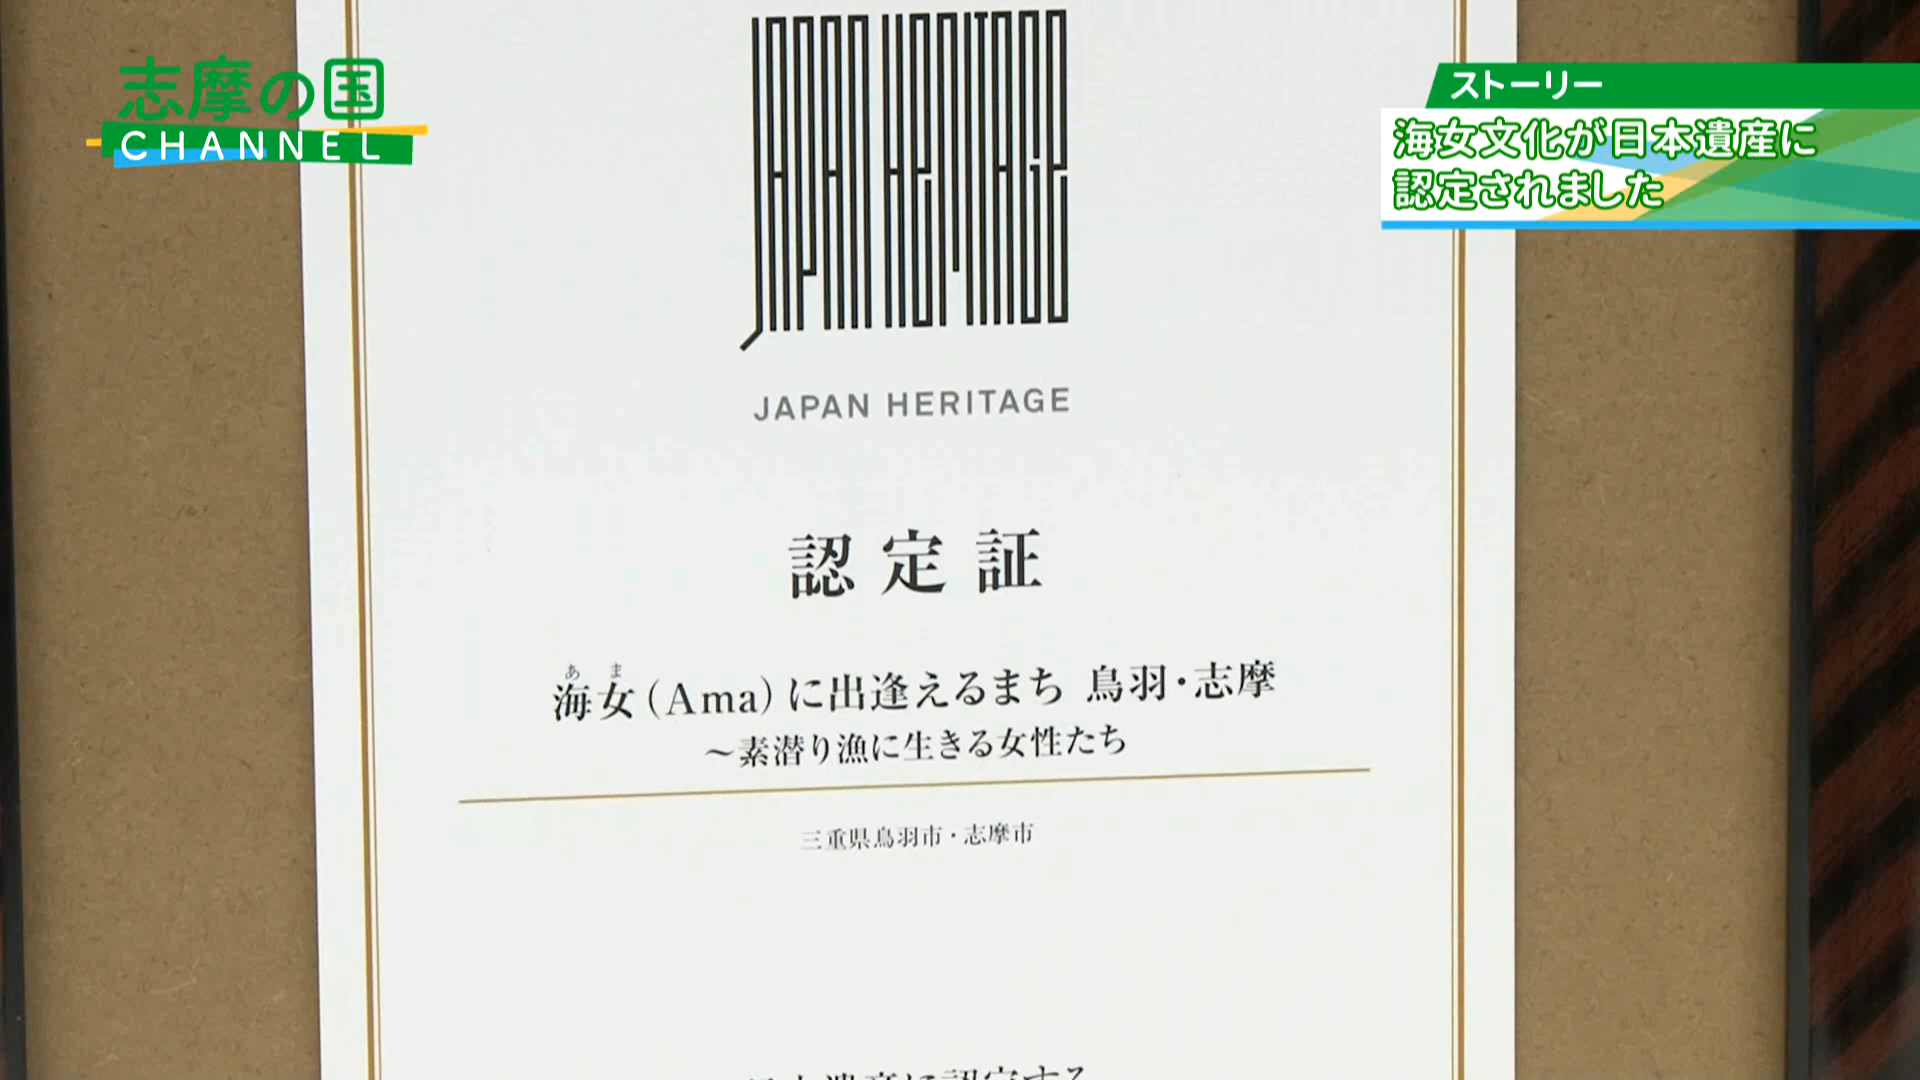 志摩の国
CHANNEL
ストーリー
海女文化が日本遺産に
認定されました
JAPAN HERITAGE
JAPAN HERITAGE
認定証
あま
海女(Ama)に出逢えるまち 鳥羽・志摩
～素潜り漁に生きる女性たち
三重県鳥羽市・志摩市